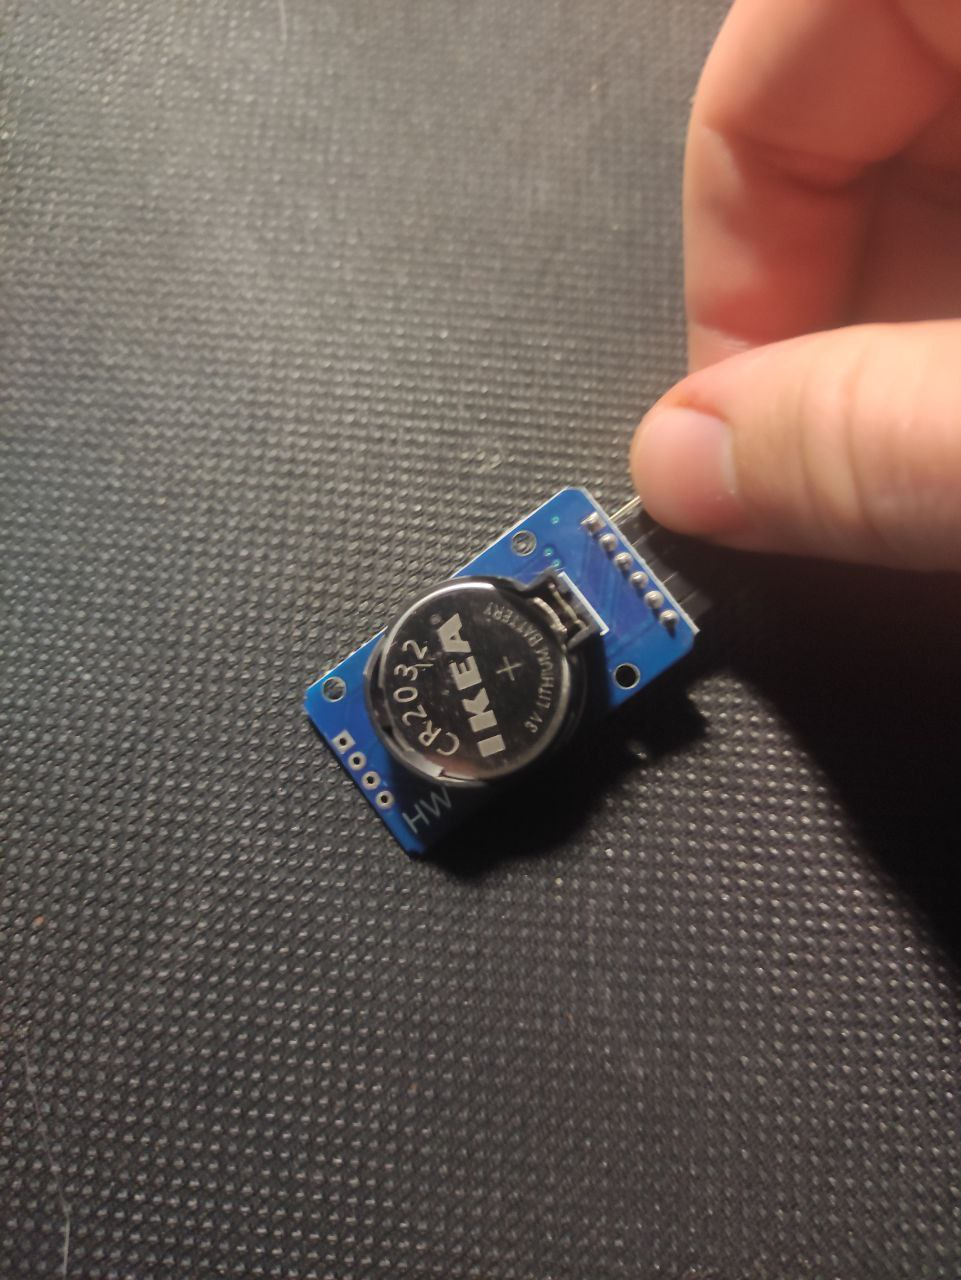 IKEA
CR2032
+
3V LITHIUM BATTERY
HW